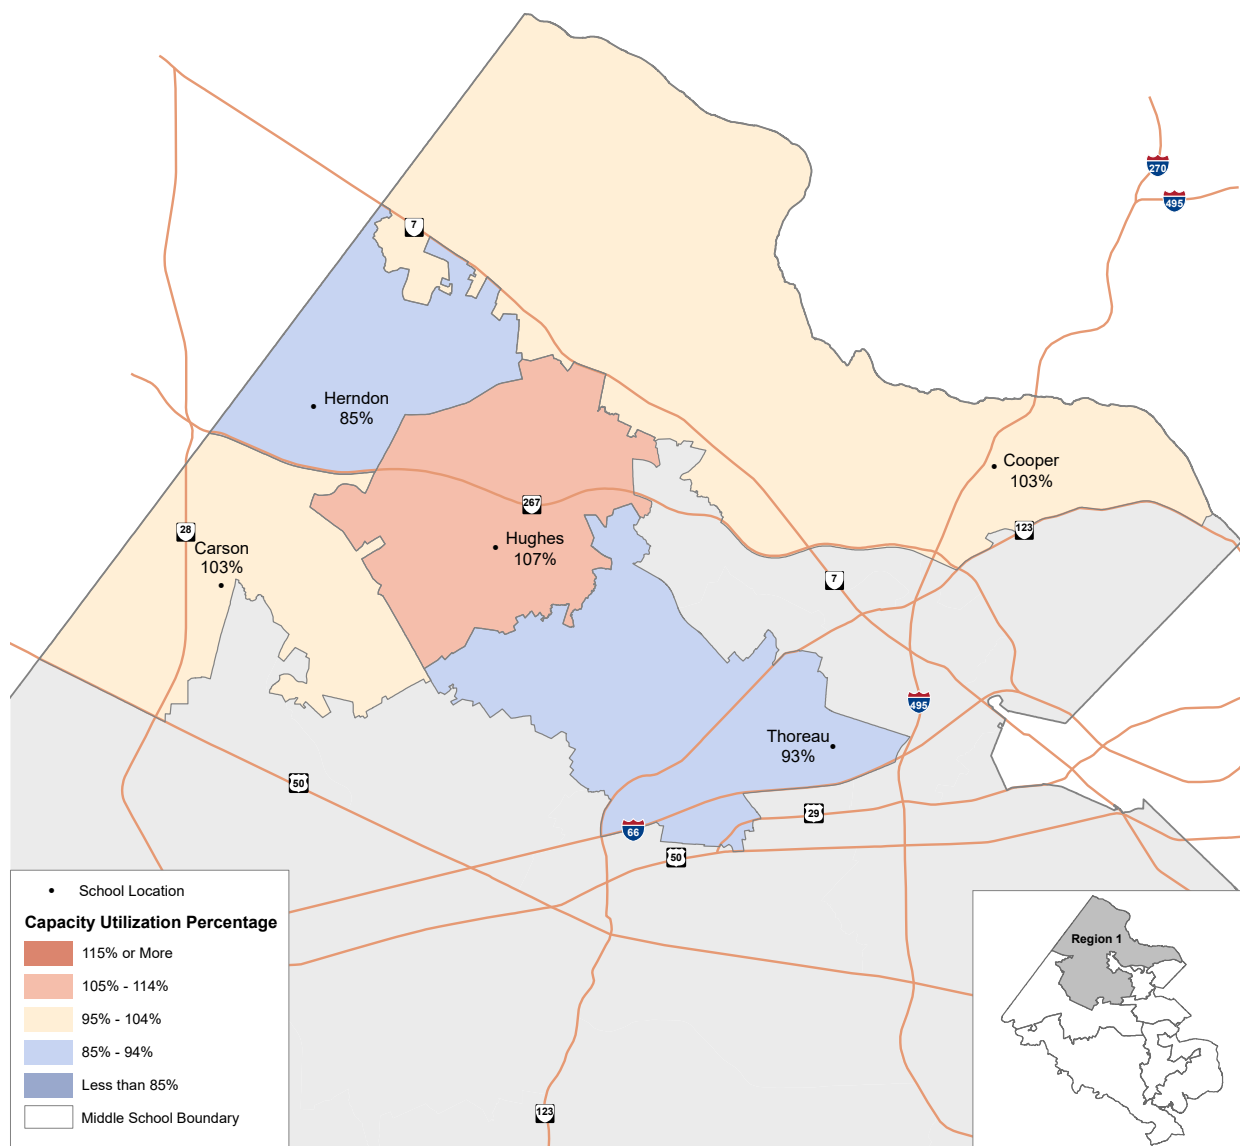 270
495
7
Herndon
85%
Cooper
103%
267
28
123
Hughes
107%
Carson
103%
7
495
Thoreau
93%
50
29
66
50
School Location
Capacity Utilization Percentage
115% or More
105% - 114%
95% - 104%
85% - 94%
Less than 85%
Middle School Boundary
Region 1
123